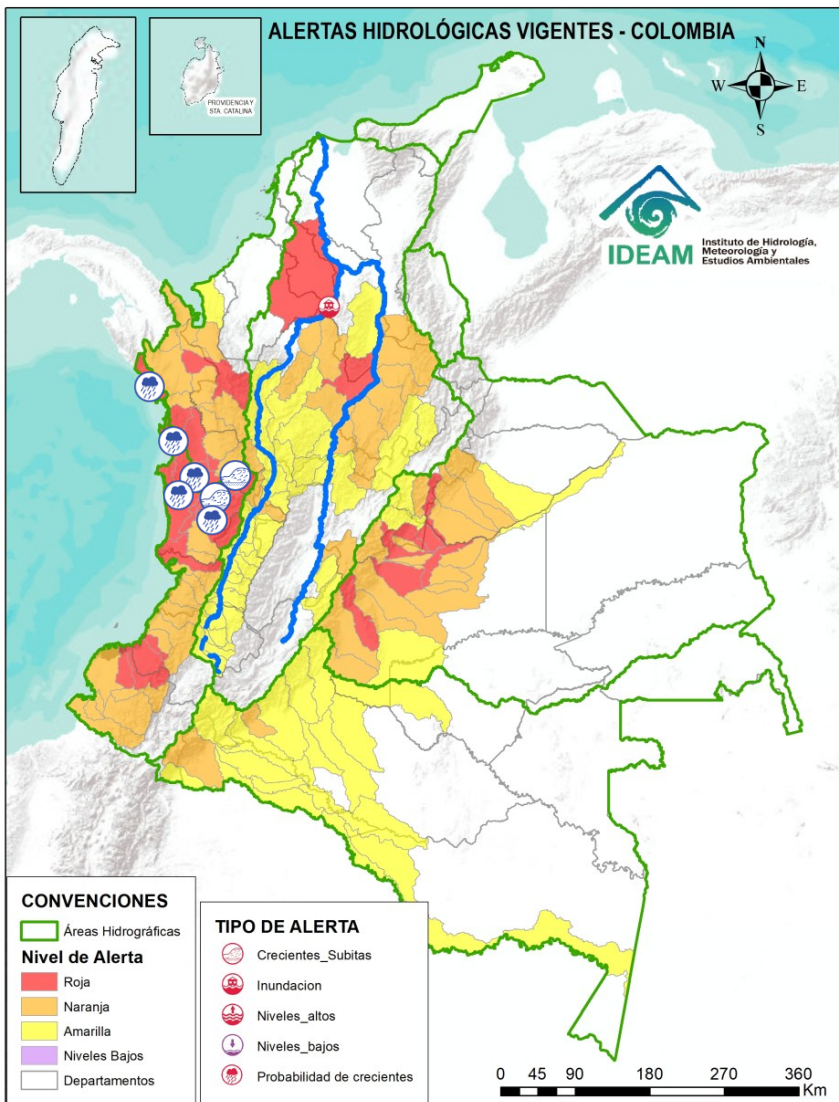 ALERTAS HIDROLÓGICAS VIGENTES - COLOMBIA
PROVIDENCIA Y
STA. CATALINA
N
W
E
S
IDEAM
Instituto de Hidrología,
Meteorología y
Estudios Ambientales
CONVENCIONES
Áreas Hidrográficas
Nivel de Alerta
Roja
Naranja
Amarilla
Niveles Bajos
Departamentos
TIPO DE ALERTA
Crecientes_Subitas
Inundacion
Niveles_altos
Niveles_bajos
Probabilidad de crecientes
0 45 90 180 270 360
Km